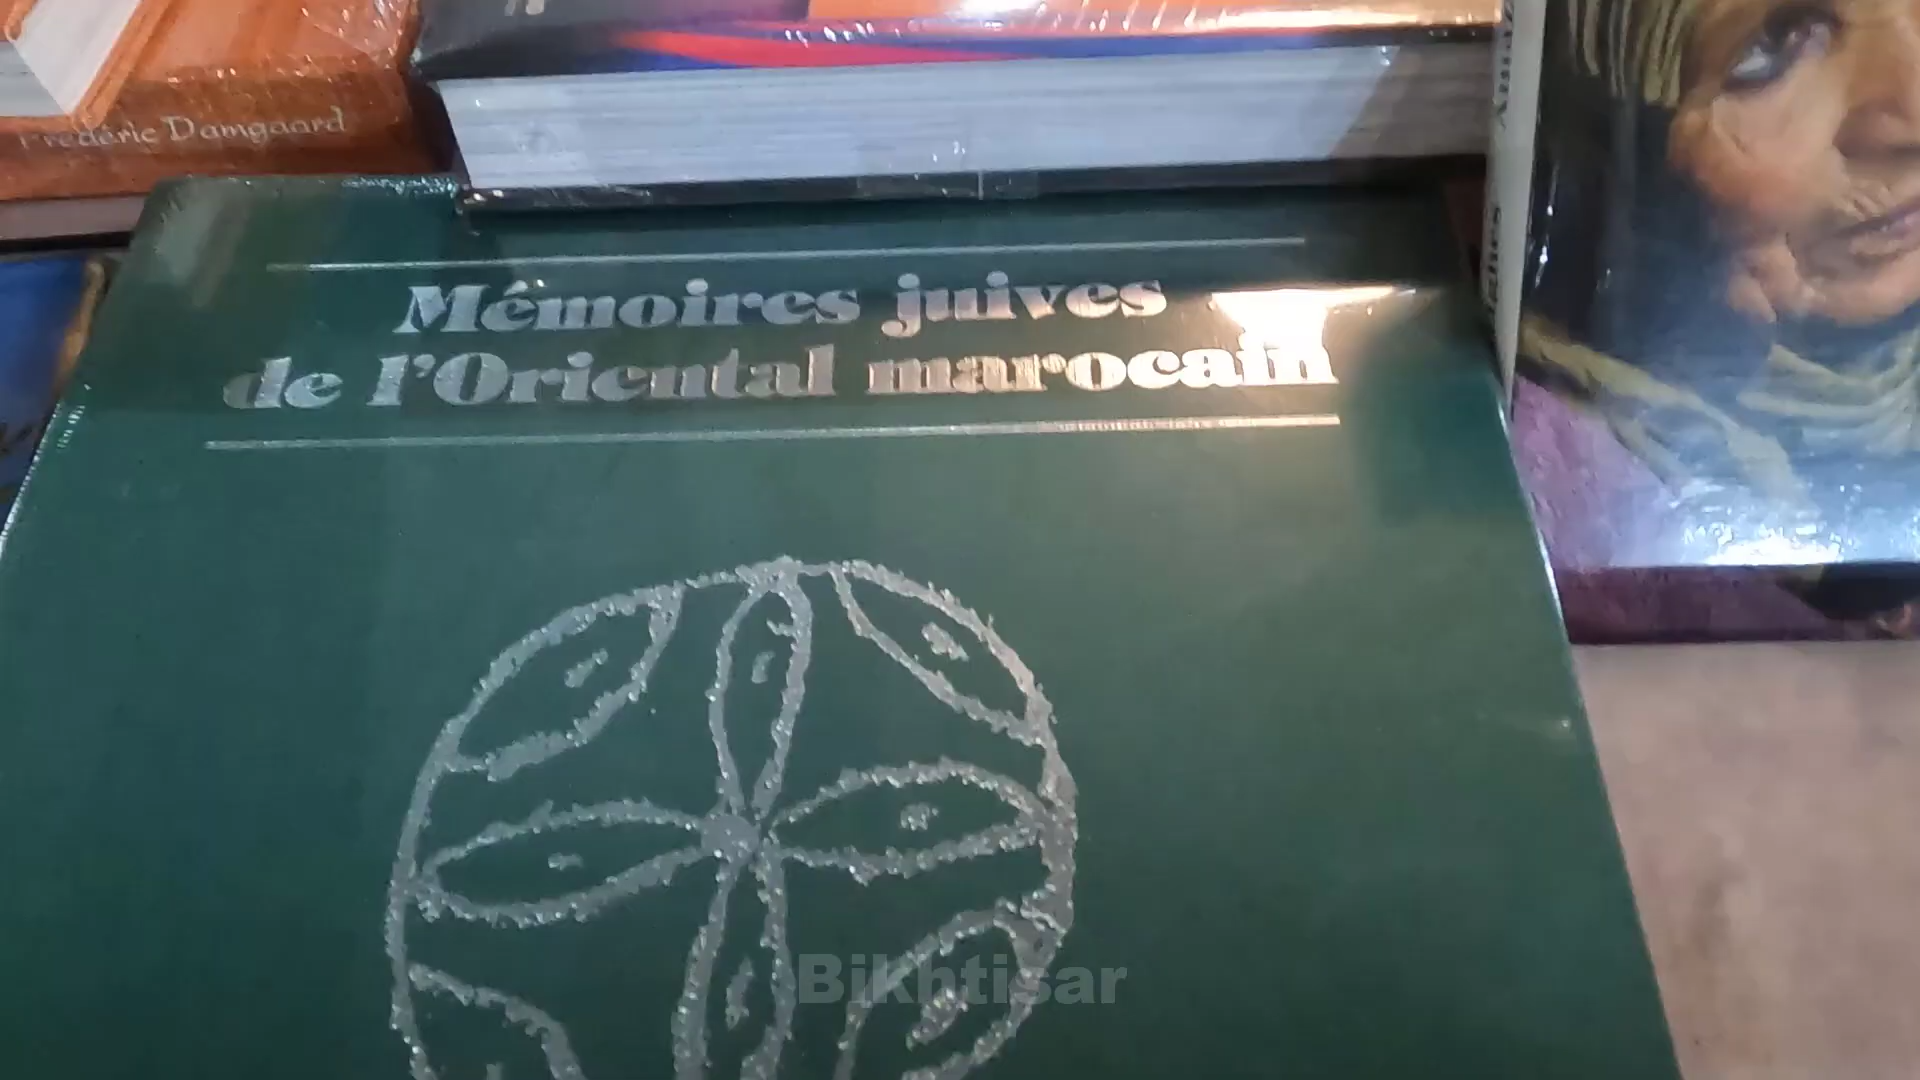 Frédéric Damgaard
Mémoires juives
de l'Oriental marocain
BiKhtisar